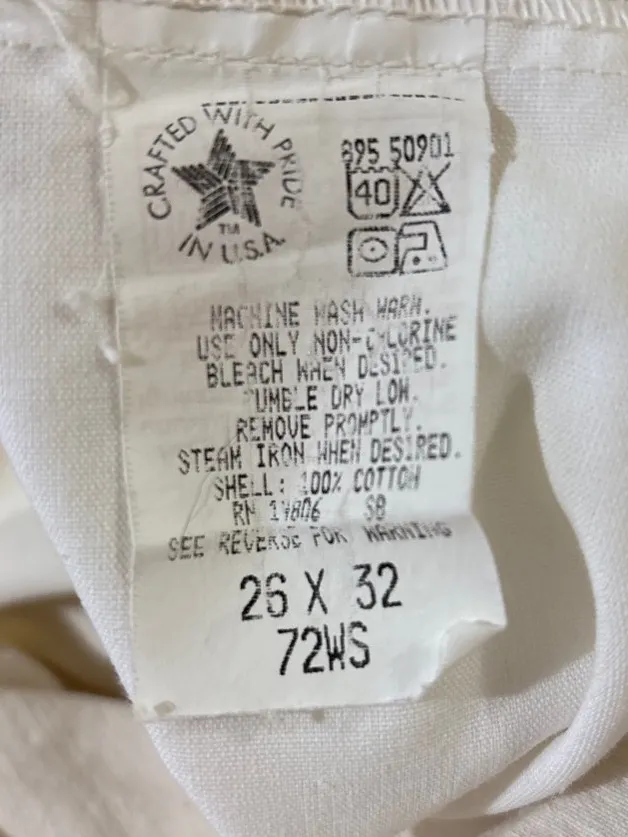 CRAFTED WITH PRIDE
TM
IN U.S.A.
895 50901
40
MACHINE WASH WARM.
USE ONLY NON-CHLORINE
BLEACH WHEN DESIRED.
TUMBLE DRY LOW.
REMOVE PROMPTLY.
STEAM IRON WHEN DESIRED.
SHELL: 100% COTTON
RN 19806 SB
SEE REVERSE FOR WARNING
26 X 32
72WS